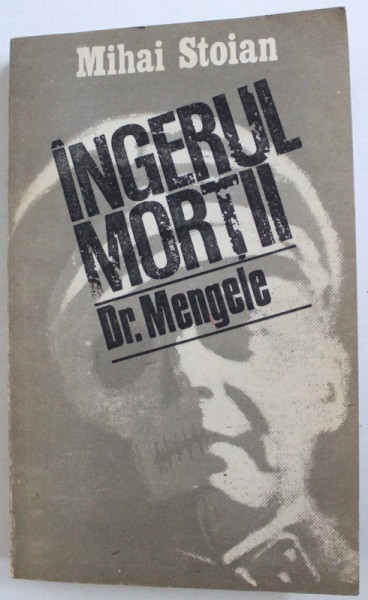 Mihai Stoian
ÎNGERUL
MORȚII
Dr. Mengele